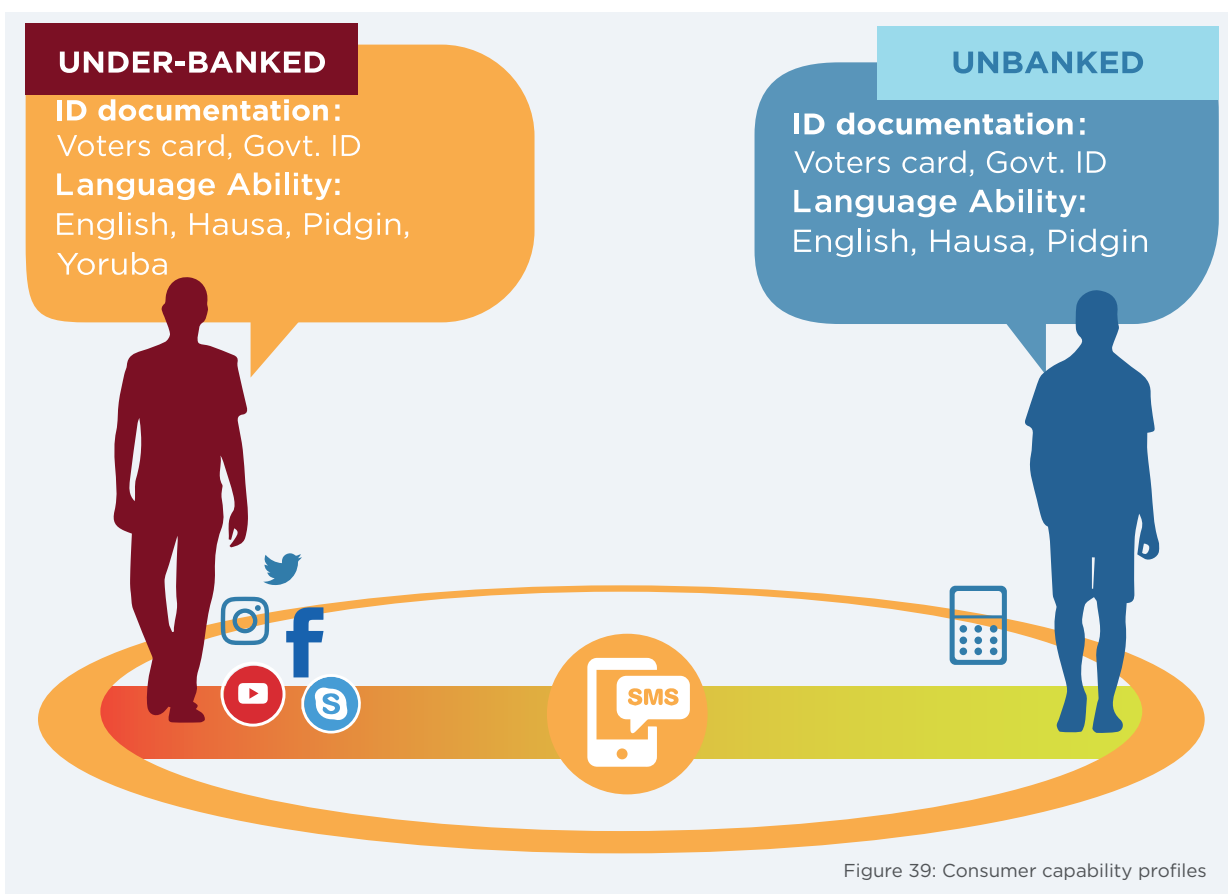 UNDER-BANKED
ID documentation:
Voters card, Govt. ID
Language Ability:
English, Hausa, Pidgin,
Yoruba
UNBANKED
ID documentation:
Voters card, Govt. ID
Language Ability:
English, Hausa, Pidgin
f
S
SMS
Figure 39: Consumer capability profiles